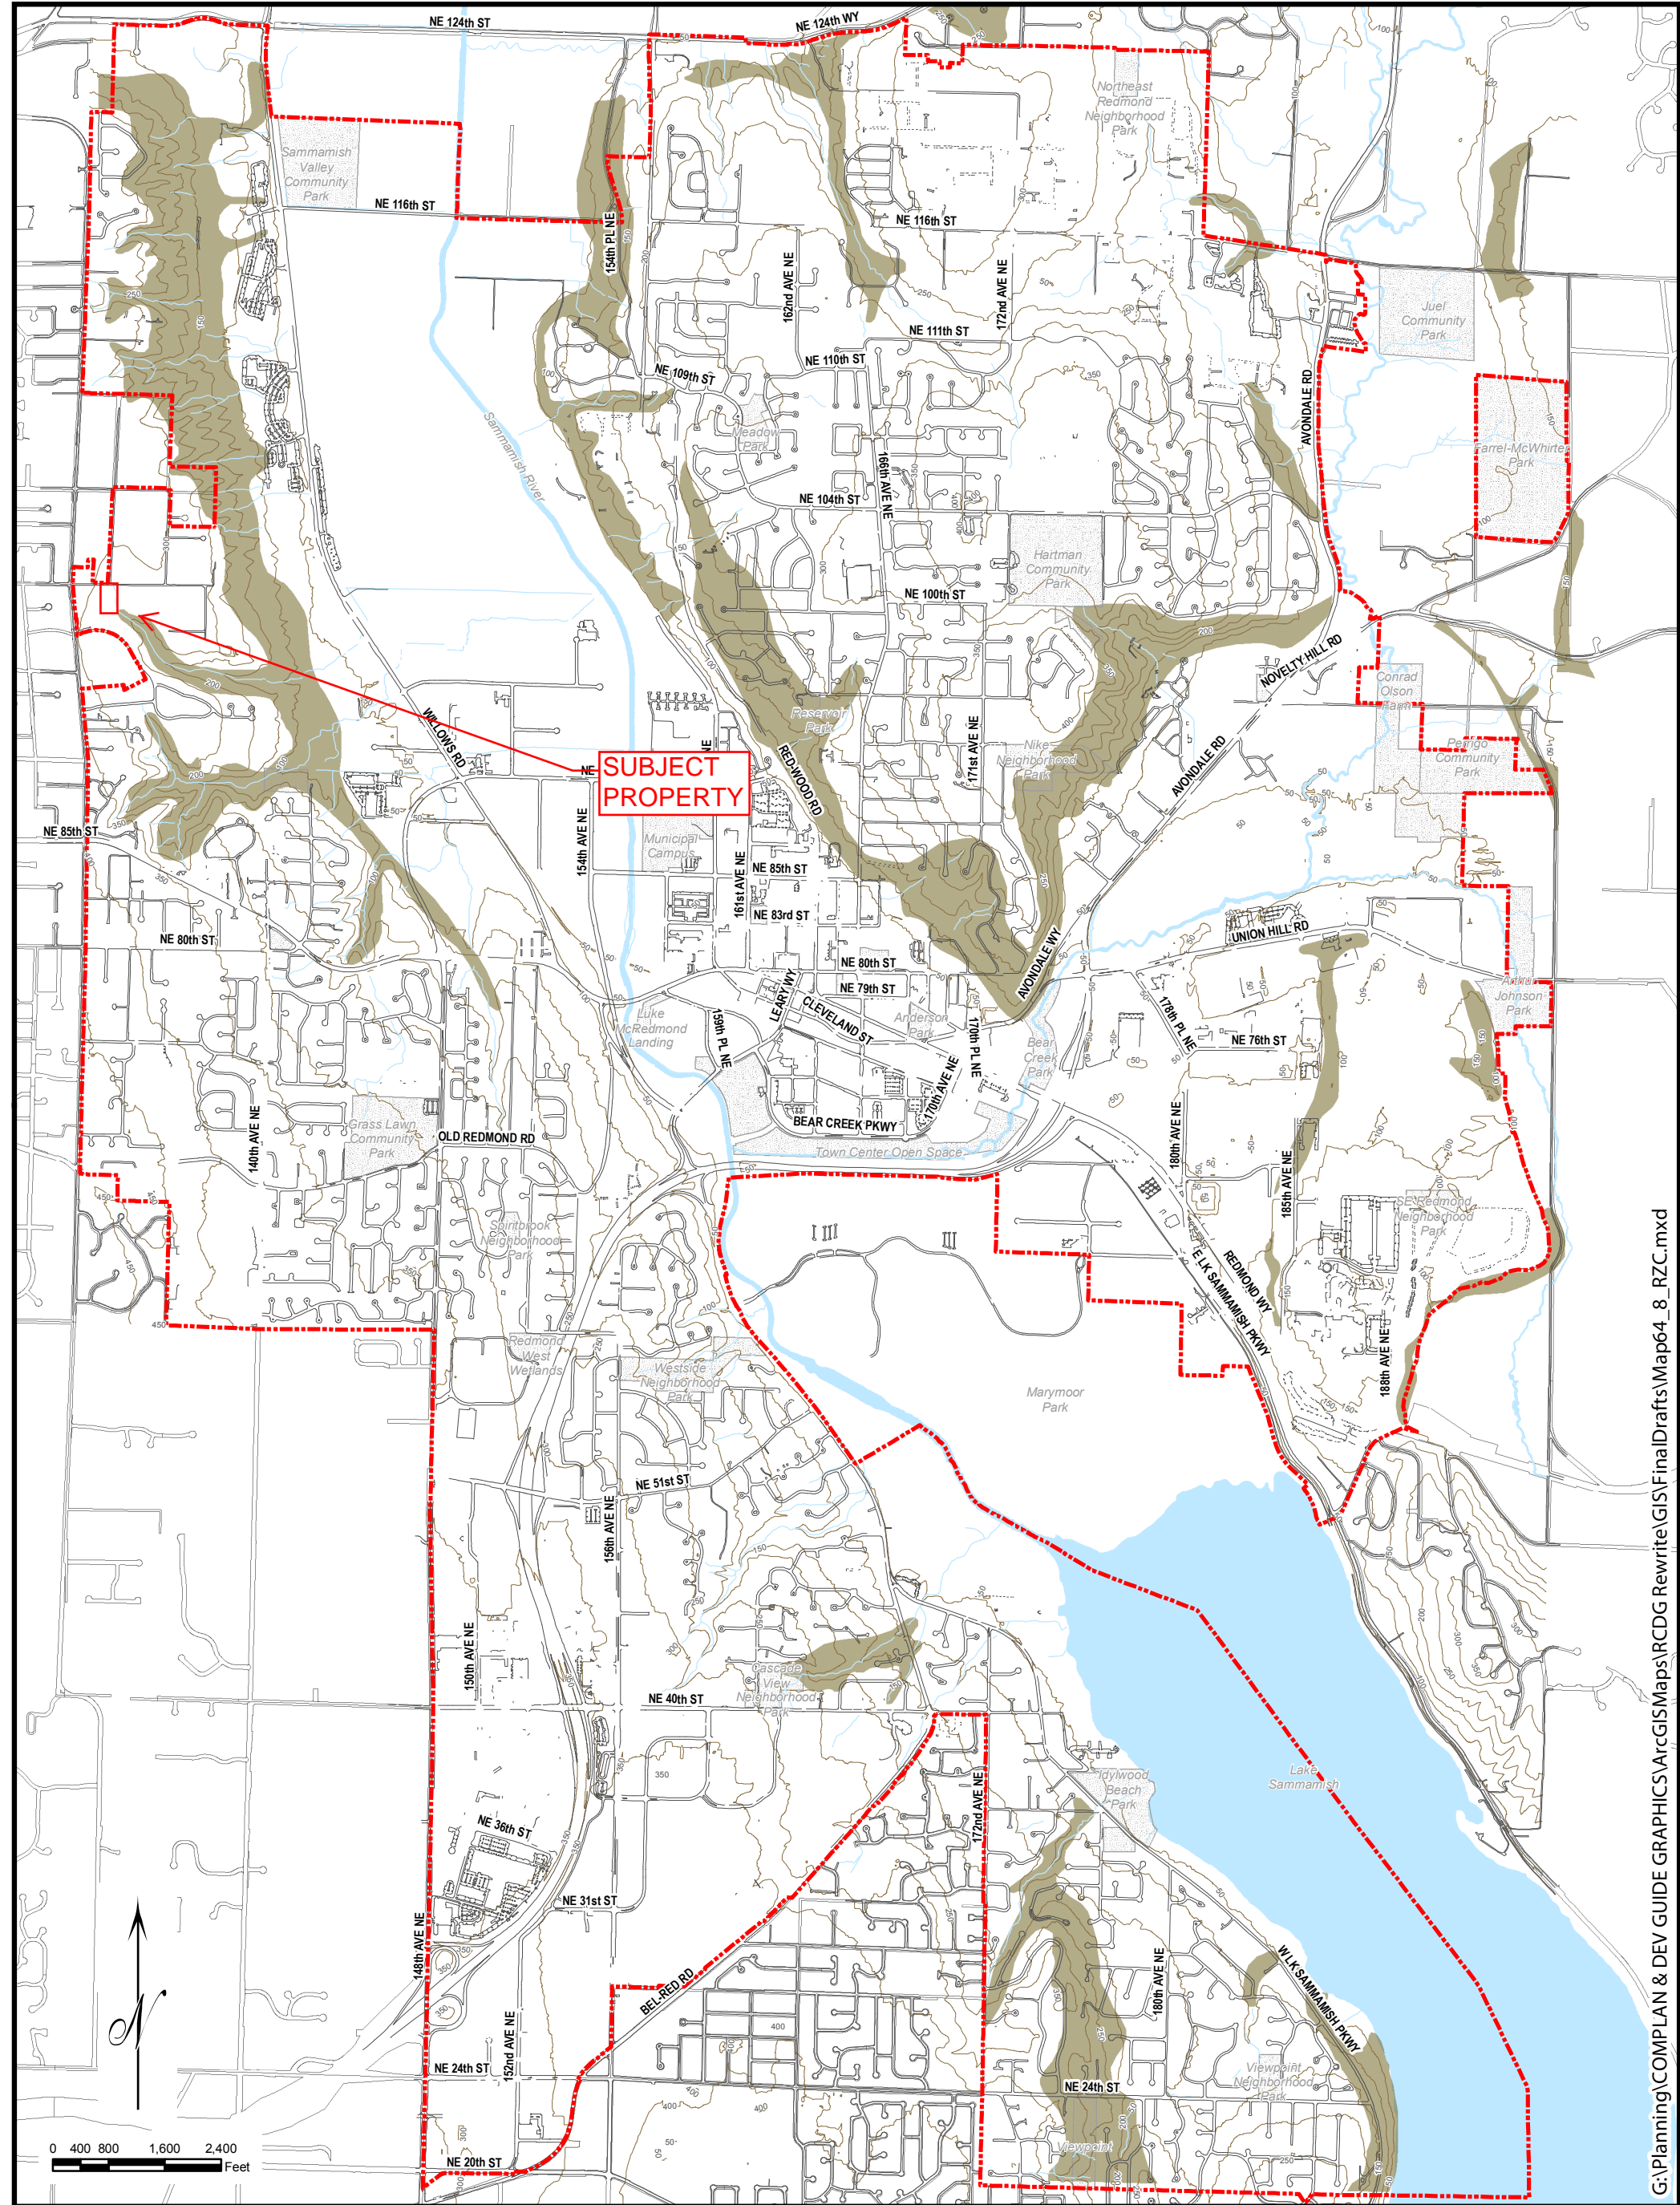 NE 124th ST
NE 124th WY
Northeast
Redmond
Neighborhood
Park
Sammamish
Valley
Community
Park
NE 116th ST
NE 116th ST
154th PL NE
162nd AVE NE
172nd AVE NE
Juel
Community
Park
NE 111th ST
NE 110th ST
NE 109th ST
AVONDALE RD
Sammamish River
Meadow
Park
Farrel-McWhirter
Park
166th AVE NE
NE 104th ST
Hartman
Community
Park
NE 100th ST
NOVELTY HILL RD
Conrad
Olson
Farm
WILLOWS RD
Reservoir
Park
RED-WOOD RD
171st AVE NE
Nike
Neighborhood
Park
Perrigo
Community
Park
AVONDALE RD
NE
SUBJECT
PROPERTY
NE 85th ST
154th AVE NE
Municipal
Campus
161st AVE NE
NE 85th ST
NE 83rd ST
NE 80th ST
UNION HILL RD
AVONDALE WY
NE 80th ST
NE 79th ST
LEARY WY
CLEVELAND ST
Anderson
Park
Luke
McRedmond
Landing
159th PL NE
170th PL NE
Bear
Creek
Park
178th PL NE
NE 76th ST
Arthur
Johnson
Park
170th AVE NE
BEAR CREEK PKWY
Town Center Open Space
Grass Lawn
Community
Park
140th AVE NE
OLD REDMOND RD
180th AVE NE
185th AVE NE
SE Redmond
Neighborhood
Park
Spiritbrook
Neighborhood
Park
REDMOND WY
E LK SAMMAMISH PKWY
188th AVE NE
Redmond
West
Wetlands
Westside
Neighborhood
Park
Marymoor
Park
NE 51st ST
156th AVE NE
150th AVE NE
Cascade
View
Neighborhood
Park
NE 40th ST
Idylwood
Beach
Park
Lake
Sammamish
172nd AVE NE
NE 36th ST
NE 31st ST
148th AVE NE
180th AVE NE
W LK SAMMAMISH PKWY
BEL-RED RD
152nd AVE NE
NE 24th ST
NE 24th ST
Viewpoint
Neighborhood
Park
Viewpoint
NE 20th ST
N
0 400 800 1,600 2,400
Feet
G:\Planning\COMPLAN & DEV GUIDE GRAPHICS\ArcGISMaps\RCDG Rewrite\GIS\FinalDrafts\Map64_8_RZC.mxd